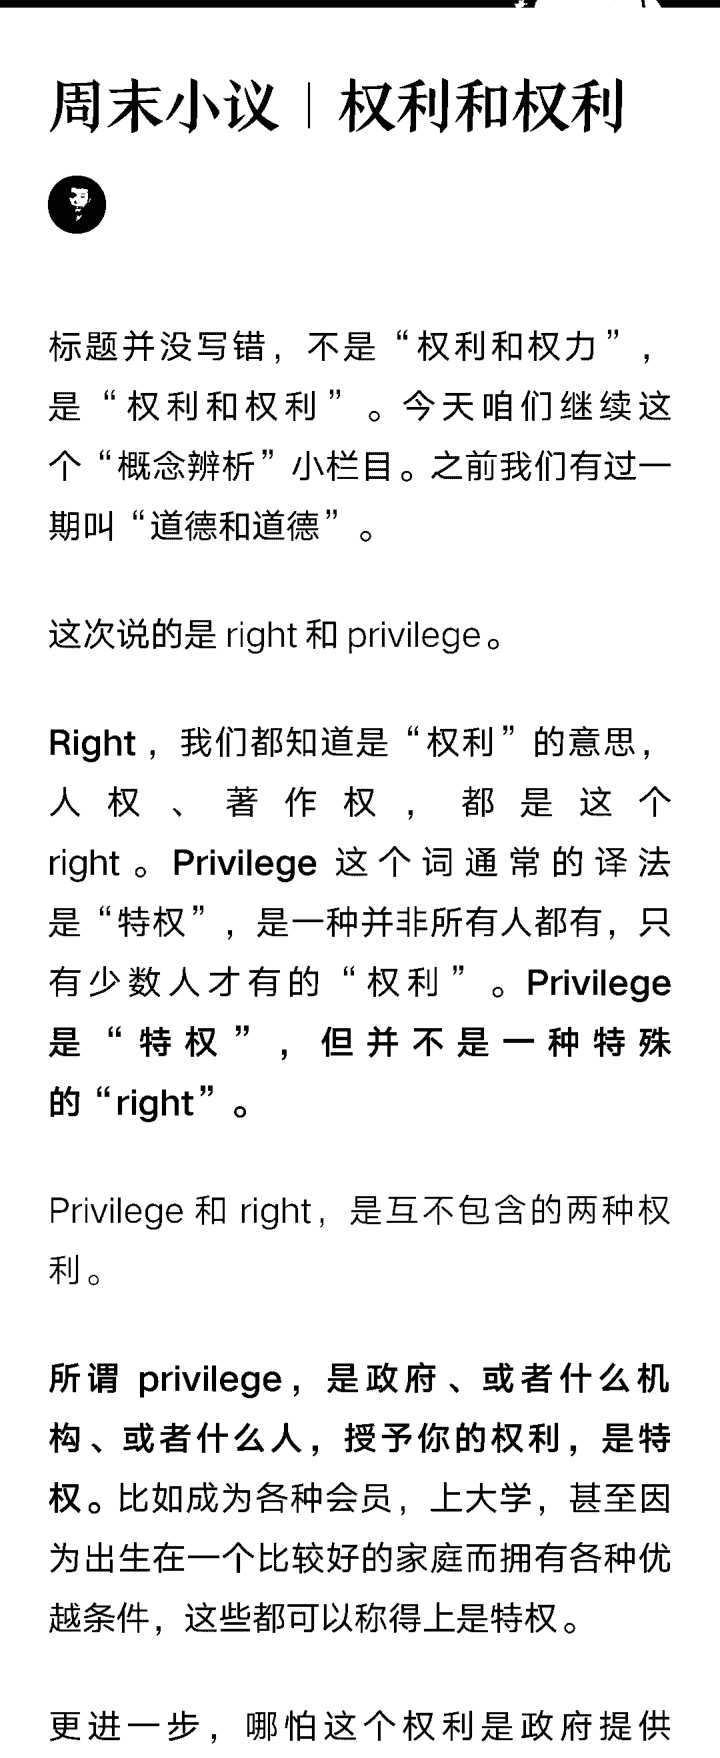 周末小议｜权利和权利
标题并没写错，不是“权利和权力”，
是“权利和权利”。今天咱们继续这
个“概念辨析”小栏目。之前我们有过一
期叫“道德和道德”。
这次说的是 right 和 privilege。
Right，我们都知道是“权利”的意思，
人权、著作权，都是这个
right。Privilege 这个词通常的译法
是“特权”，是一种并非所有人都有，只
有少数人才有的“权利”。Privilege
是“特权”，但并不是一种特殊
的“right”。
Privilege 和 right，是互不包含的两种权
利。
所谓 privilege，是政府、或者什么机
构、或者什么人，授予你的权利，是特
权。比如成为各种会员，上大学，甚至因
为出生在一个比较好的家庭而拥有各种优
越条件，这些都可以称得上是特权。
更进一步，哪怕这个权利是政府提供